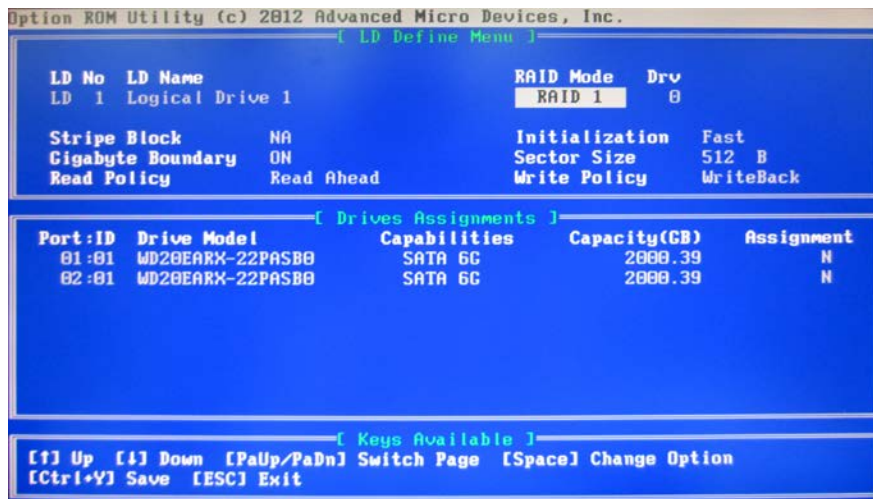 Option ROM Utility (c) 2012 Advanced Micro Devices, Inc.
[ LD Define Menu ]
LD No LD Name RAID Mode Drv
LD 1 Logical Drive 1 RAID 1 0
Stripe Block NA Initialization Fast
Gigabyte Boundary ON Sector Size 512 B
Read Policy Read Ahead Write Policy WriteBack
[ Drives Assignments ]
Port:ID Drive Model Capabilities Capacity(GB) Assignment
01:01 WD20EARX-22PASB0 SATA 6G 2000.39 N
02:01 WD20EARX-22PASB0 SATA 6G 2000.39 N
[ Keys Available ]
[↑] Up [↓] Down [PaUp/PaDn] Switch Page [Space] Change Option
[Ctrl+Y] Save [ESC] Exit